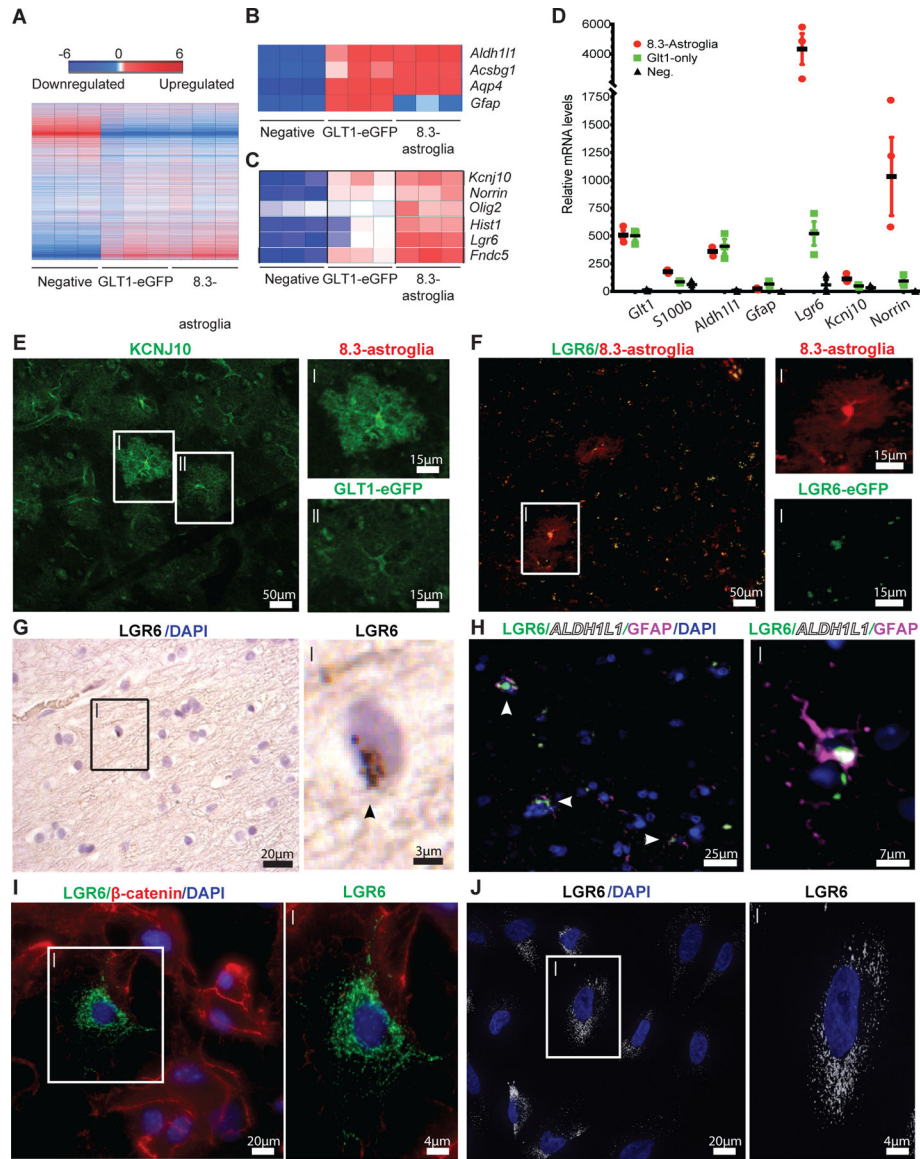 A
-6 0 6
Downregulated Upregulated
Negative GLT1-eGFP 8.3-
astroglia
B
Aldh1l1
Acsbg1
Aqp4
Gfap
Negative GLT1-eGFP 8.3-
astroglia
C
Kcnj10
Norrin
Olig2
Hist1
Lgr6
Fndc5
Negative GLT1-eGFP 8.3-
astroglia
D
Relative mRNA levels
6000
4000
1750
1500
1250
1000
750
500
250
0
8.3-Astroglia
Glt1-only
Neg.
Glt1 S100b Aldh1l1 Gfap Lgr6 Kcnj10 Norrin
E
KCNJ10
I
II
50µm
8.3-astroglia
I
15µm
GLT1-eGFP
II
15µm
F
LGR6/8.3-astroglia
I
50µm
8.3-astroglia
I
15µm
LGR6-eGFP
I
15µm
G
LGR6/DAPI
I
20µm
LGR6
I
3µm
H
LGR6/ALDH1L1/GFAP/DAPI
25µm
LGR6/ALDH1L1/GFAP
I
7µm
I
LGR6/β-catenin/DAPI
I
20µm
LGR6
I
4µm
J
LGR6/DAPI
I
20µm
LGR6
I
4µm